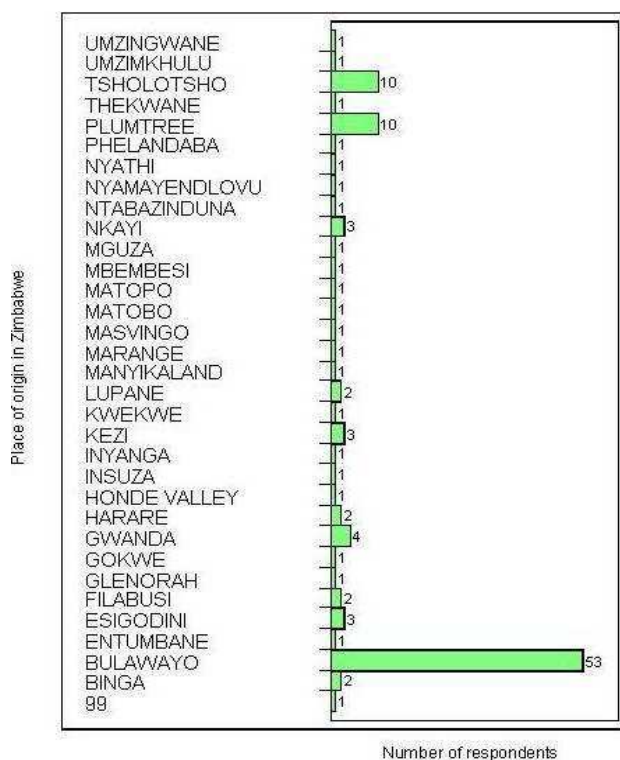 UMZINGWANE 1
UMZIMKHULU 1
TSHOLOTSHO 10
THEKWANE 1
PLUMTREE 10
PHELANDABA 1
NYATHI 1
NYAMAYENDLOVU 1
NTABAZINDUNA 1
NKAYI 3
MGUZA 1
MBEMBESI 1
MATOPO 1
MATOBO 1
MASVINGO 1
MARANGE 1
MANYIKALAND 1
LUPANE 2
KWEKWE 1
KEZI 3
INYANGA 1
INSUZA 1
HONDE VALLEY 1
HARARE 2
GWANDA 4
GOKWE 1
GLENORAH 1
FILABUSI 2
ESIGODINI 3
ENTUMBANE 1
BULAWAYO 53
BINGA 2
99 1
Place of origin in Zimbabwe
Number of respondents